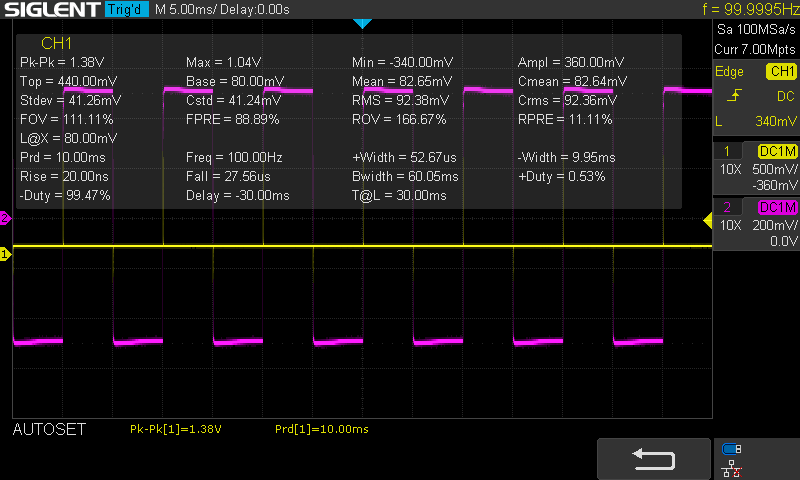 SIGLENT Trig'd M 5.00ms/ Delay:0.00s f = 99.9995Hz
Sa 100MSa/s
Curr 7.00Mpts
CH1
Pk-Pk = 1.38V Max = 1.04V Min = -340.00mV Ampl = 360.00mV
Top = 440.00mV Base = 80.00mV Mean = 82.65mV Cmean = 82.64mV
Stdev = 41.26mV Cstd = 41.24mV RMS = 92.38mV Crms = 92.36mV
FOV = 111.11% FPRE = 88.89% ROV = 166.67% RPRE = 11.11%
L@X = 80.00mV
Prd = 10.00ms Freq = 100.00Hz +Width = 52.67us -Width = 9.95ms
Rise = 20.00ns Fall = 27.56us Bwidth = 60.05ms +Duty = 0.53%
-Duty = 99.47% Delay = -30.00ms T@L = 30.00ms
Edge CH1
DC
L 340mV
1 DC1M
10X 500mV/
-360mV
2 DC1M
10X 200mV/
0.0V
2
1
AUTOSET Pk-Pk[1]=1.38V Prd[1]=10.00ms